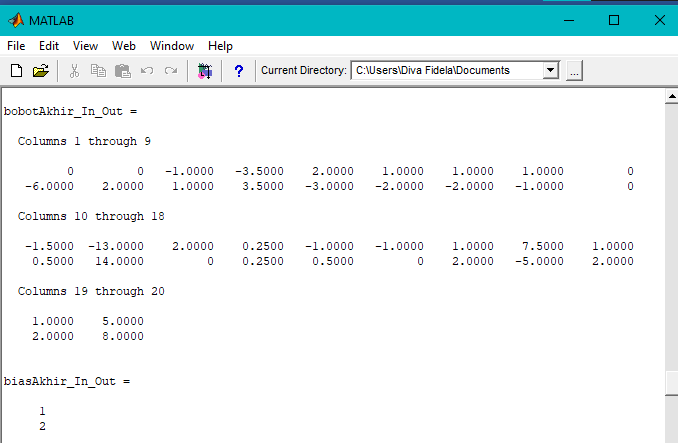 MATLAB
File Edit View Web Window Help
? Current Directory: C:\Users\Diva Fidela\Documents ...
bobotAkhir_In_Out =
Columns 1 through 9
0 0 -1.0000 -3.5000 2.0000 1.0000 1.0000 1.0000 0
-6.0000 2.0000 1.0000 3.5000 -3.0000 -2.0000 -2.0000 -1.0000 0
Columns 10 through 18
-1.5000 -13.0000 2.0000 0.2500 -1.0000 -1.0000 1.0000 7.5000 1.0000
0.5000 14.0000 0 0.2500 0.5000 0 2.0000 -5.0000 2.0000
Columns 19 through 20
1.0000 5.0000
2.0000 8.0000
biasAkhir_In_Out =
1
2